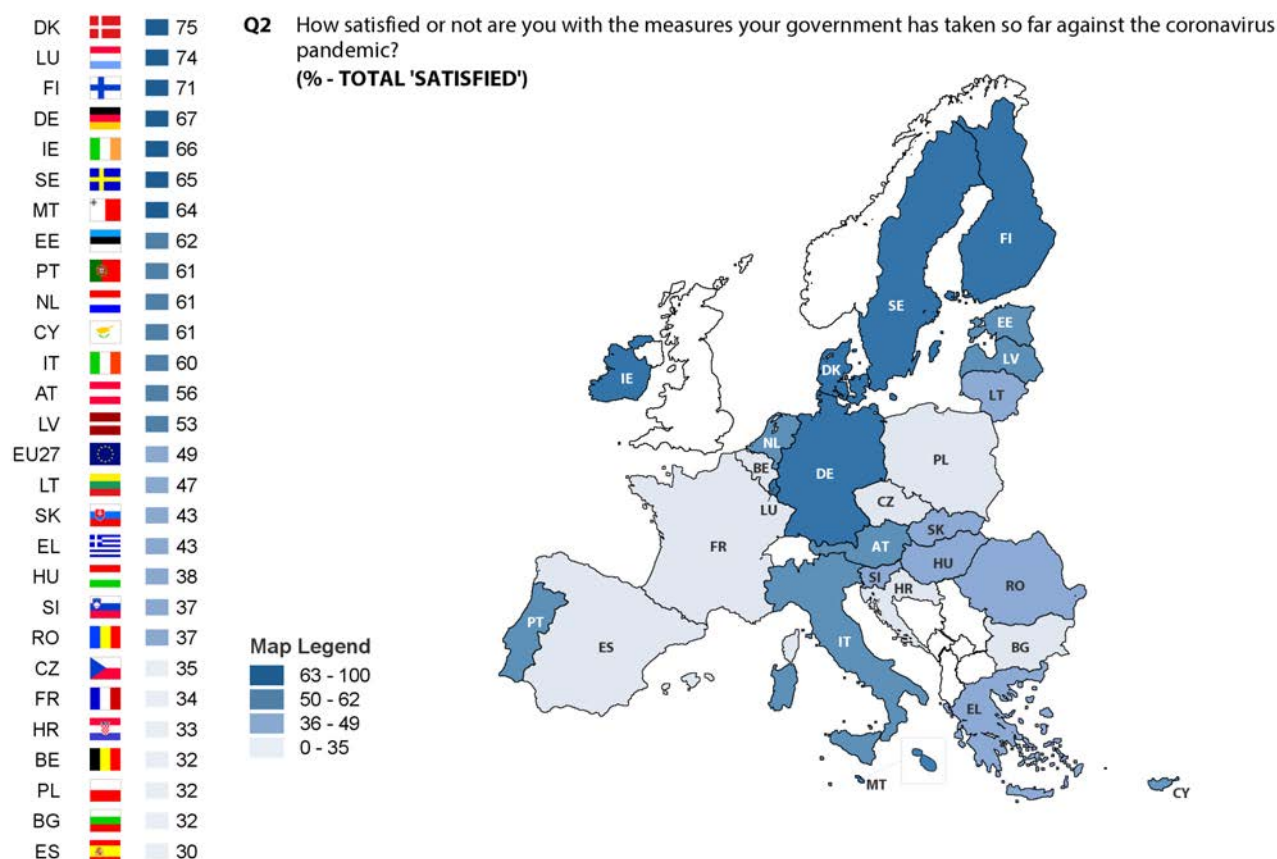 Q2 How satisfied or not are you with the measures your government has taken so far against the coronavirus
pandemic?
(% - TOTAL 'SATISFIED')
DK 75
LU 74
FI 71
DE 67
IE 66
SE 65
MT 64
EE 62
PT 61
NL 61
CY 61
IT 60
AT 56
LV 53
EU27 49
LT 47
SK 43
EL 43
HU 38
SI 37
RO 37
CZ 35
FR 34
HR 33
BE 32
PL 32
BG 32
ES 30
Map Legend
63 - 100
50 - 62
36 - 49
0 - 35
FI
SE
EE
LV
DK
IE
LT
NL
PL
BE
DE
CZ
LU
SK
FR
AT
HU
SI
RO
HR
PT
ES
IT
BG
EL
MT
CY